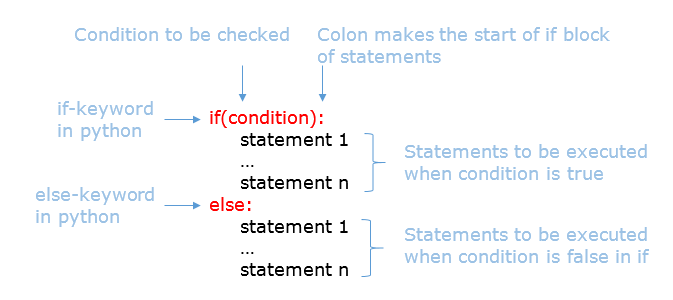 Condition to be checked
Colon makes the start of if block
of statements
if-keyword
in python
if(condition):
statement 1
...
statement n
Statements to be executed
when condition is true
else-keyword
in python
else:
statement 1
...
statement n
Statements to be executed
when condition is false in if